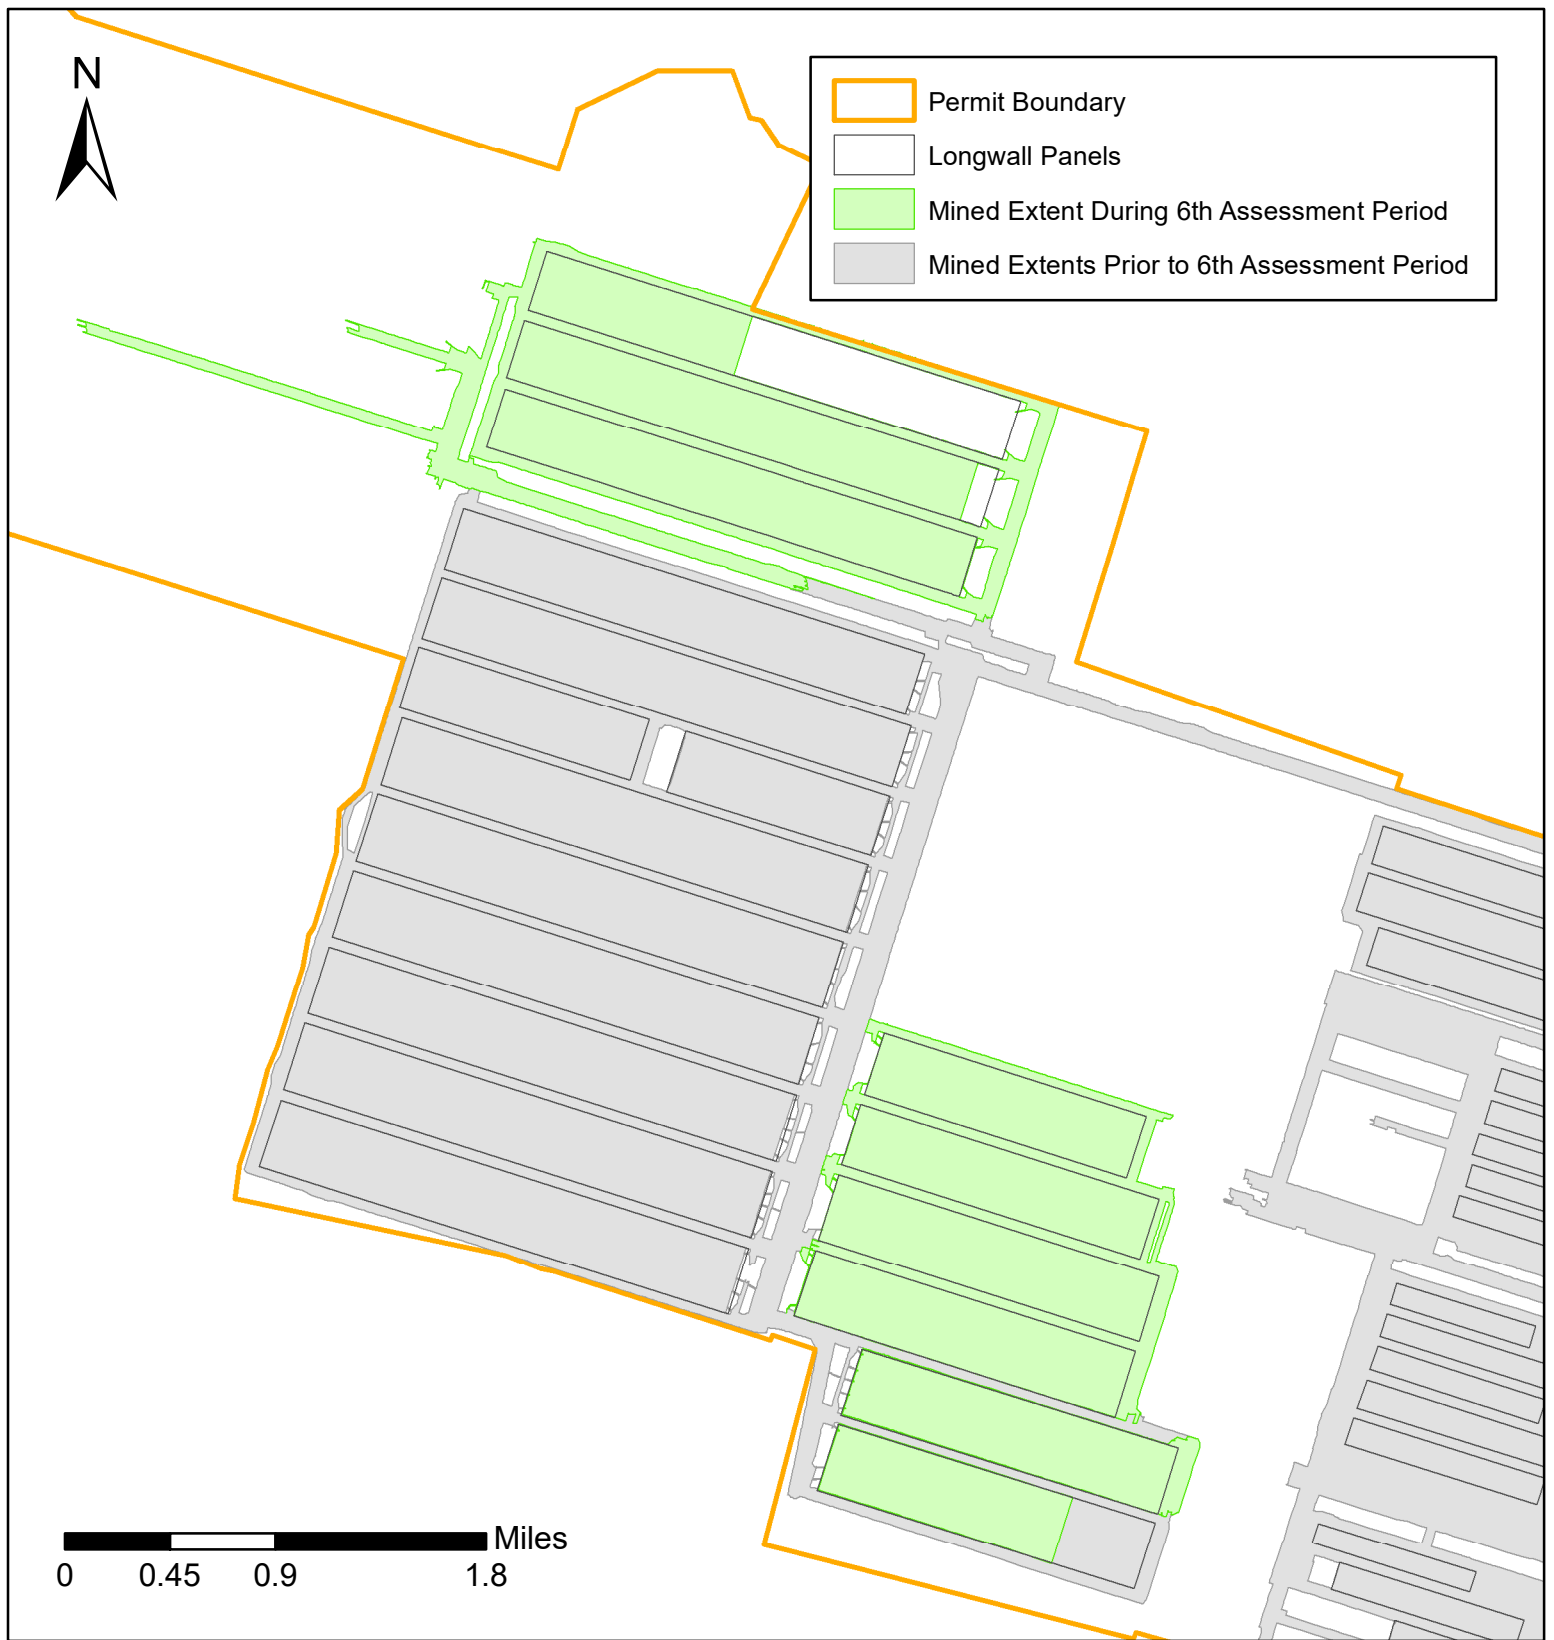 N
Permit Boundary
Longwall Panels
Mined Extent During 6th Assessment Period
Mined Extents Prior to 6th Assessment Period
Miles
0 0.45 0.9 1.8